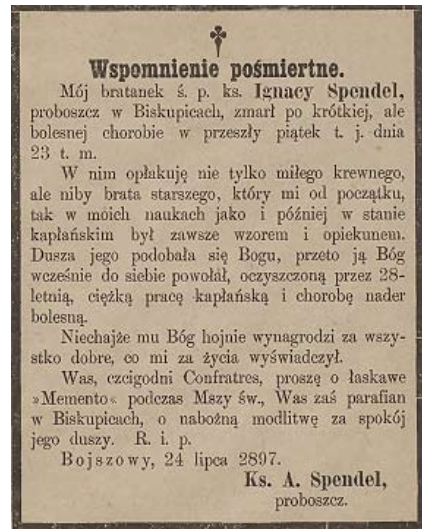 Wspomnienie pośmiertne.
Mój bratanek ś. p. ks. Ignacy Spendel,
proboszcz w Biskupicach, zmarł po krótkiej, ale
bolesnej chorobie w przeszły piątek t. j. dnia
23 t. m.
W nim opłakuję nie tylko miłego krewnego,
ale niby brata starszego, który mi od początku,
tak w moich naukach jako i później w stanie
kapłańskim był zawsze wzorem i opiekunem.
Dusza jego podobała się Bogu, przeto ją Bóg
wcześnie do siebie powołał, oczyszczoną przez 28-
letnią, ciężką pracę kapłańską i chorobę nader
bolesną.
Niechajże mu Bóg hojnie wynagrodzi za wszy-
stko dobre, co mi za życia wyświadczył.
Was, czcigodni Confratres, proszę o łaskawe
»Memento« podczas Mszy św., Was zaś parafian
w Biskupicach, o nabożną modlitwę za spokój
jego duszy. R. i. p.
Bojszowy, 24 lipca 2897.
Ks. A. Spendel,
proboszcz.